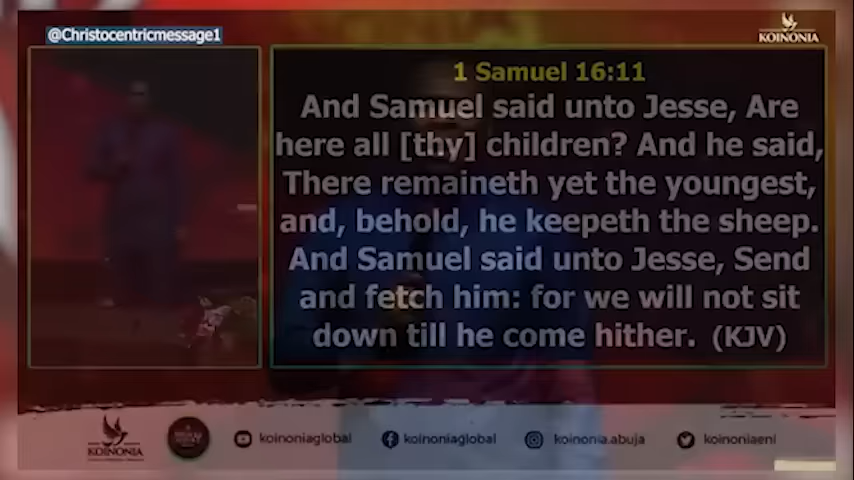 @Christocentricmessage1
KOINONIA
1 Samuel 16:11
And Samuel said unto Jesse, Are
here all [thy] children? And he said,
There remaineth yet the youngest,
and, behold, he keepeth the sheep.
And Samuel said unto Jesse, Send
and fetch him: for we will not sit
down till he come hither. (KJV)
KOINONIA
koinoniaglobal
koinoniaglobal
koinonia.abuja
koinoniaeni